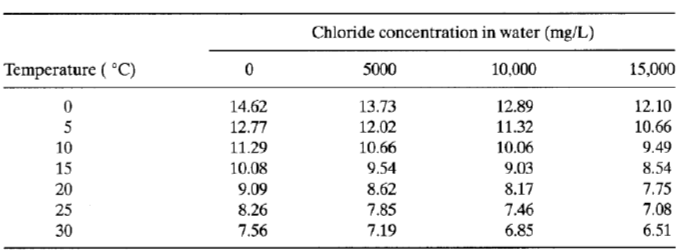 Chloride concentration in water (mg/L)
Temperature ( °C) 0 5000 10,000 15,000
0 14.62 13.73 12.89 12.10
5 12.77 12.02 11.32 10.66
10 11.29 10.66 10.06 9.49
15 10.08 9.54 9.03 8.54
20 9.09 8.62 8.17 7.75
25 8.26 7.85 7.46 7.08
30 7.56 7.19 6.85 6.51